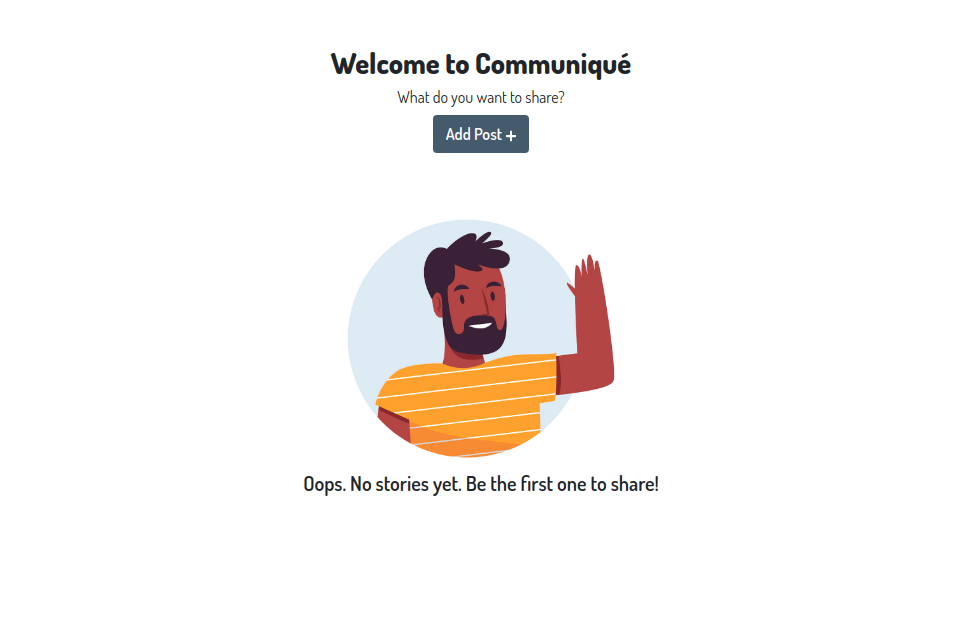 Welcome to Communiqué
What do you want to share?
Add Post +
Oops. No stories yet. Be the first one to share!